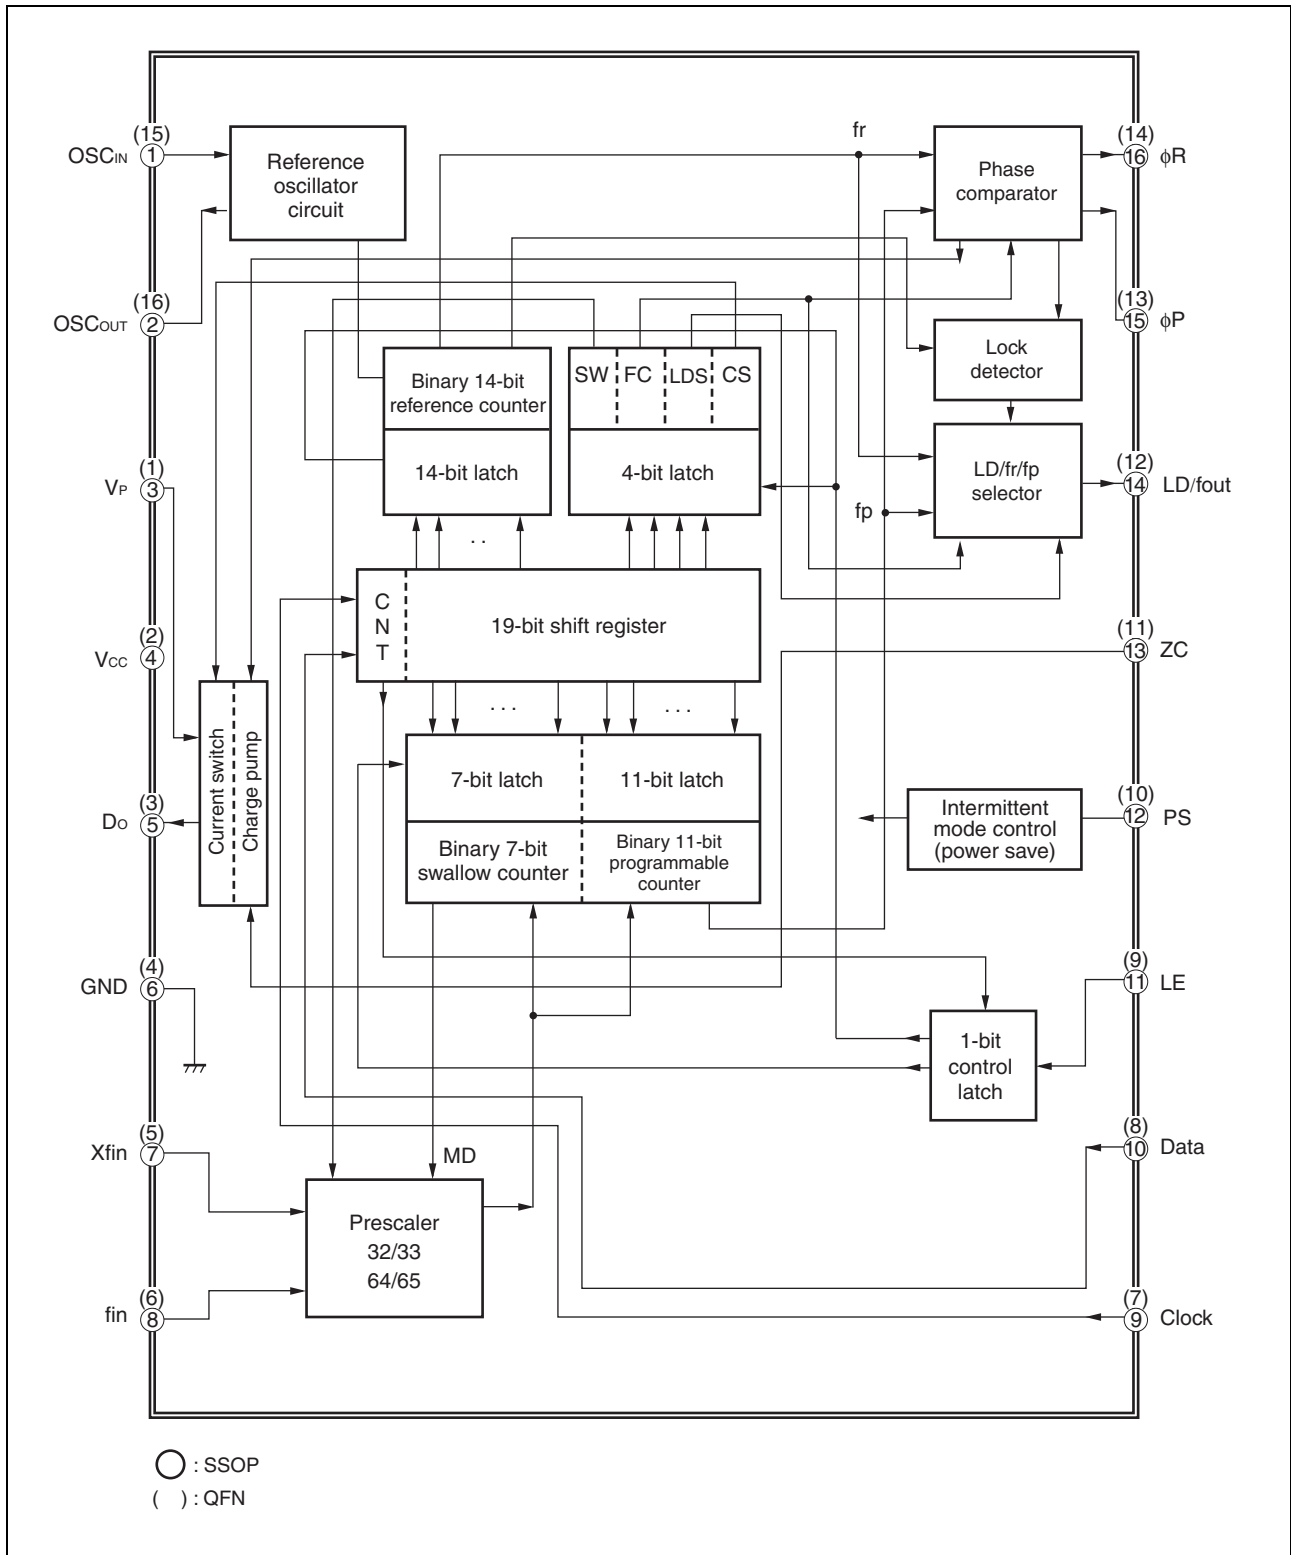 (15)
OSCIN 1
Reference
oscillator
circuit
fr
Phase
comparator
(14)
16 ϕR
(16)
OSCOUT 2
(13)
15 ϕP
Lock
detector
Binary 14-bit
reference counter
SW FC LDS CS
14-bit latch
4-bit latch
LD/fr/fp
selector
(12)
14 LD/fout
(1)
VP 3
fp
. .
C
N
T
19-bit shift register
(11)
13 ZC
(2)
VCC 4
. . .
. . .
Current switch
Charge pump
7-bit latch
11-bit latch
(3)
DO 5
Binary 7-bit
swallow counter
Binary 11-bit
programmable
counter
Intermittent
mode control
(power save)
(10)
12 PS
(4)
GND 6
(9)
11 LE
1-bit
control
latch
(5)
Xfin 7
MD
(8)
10 Data
Prescaler
32/33
64/65
(6)
fin 8
(7)
9 Clock
: SSOP
( ) : QFN